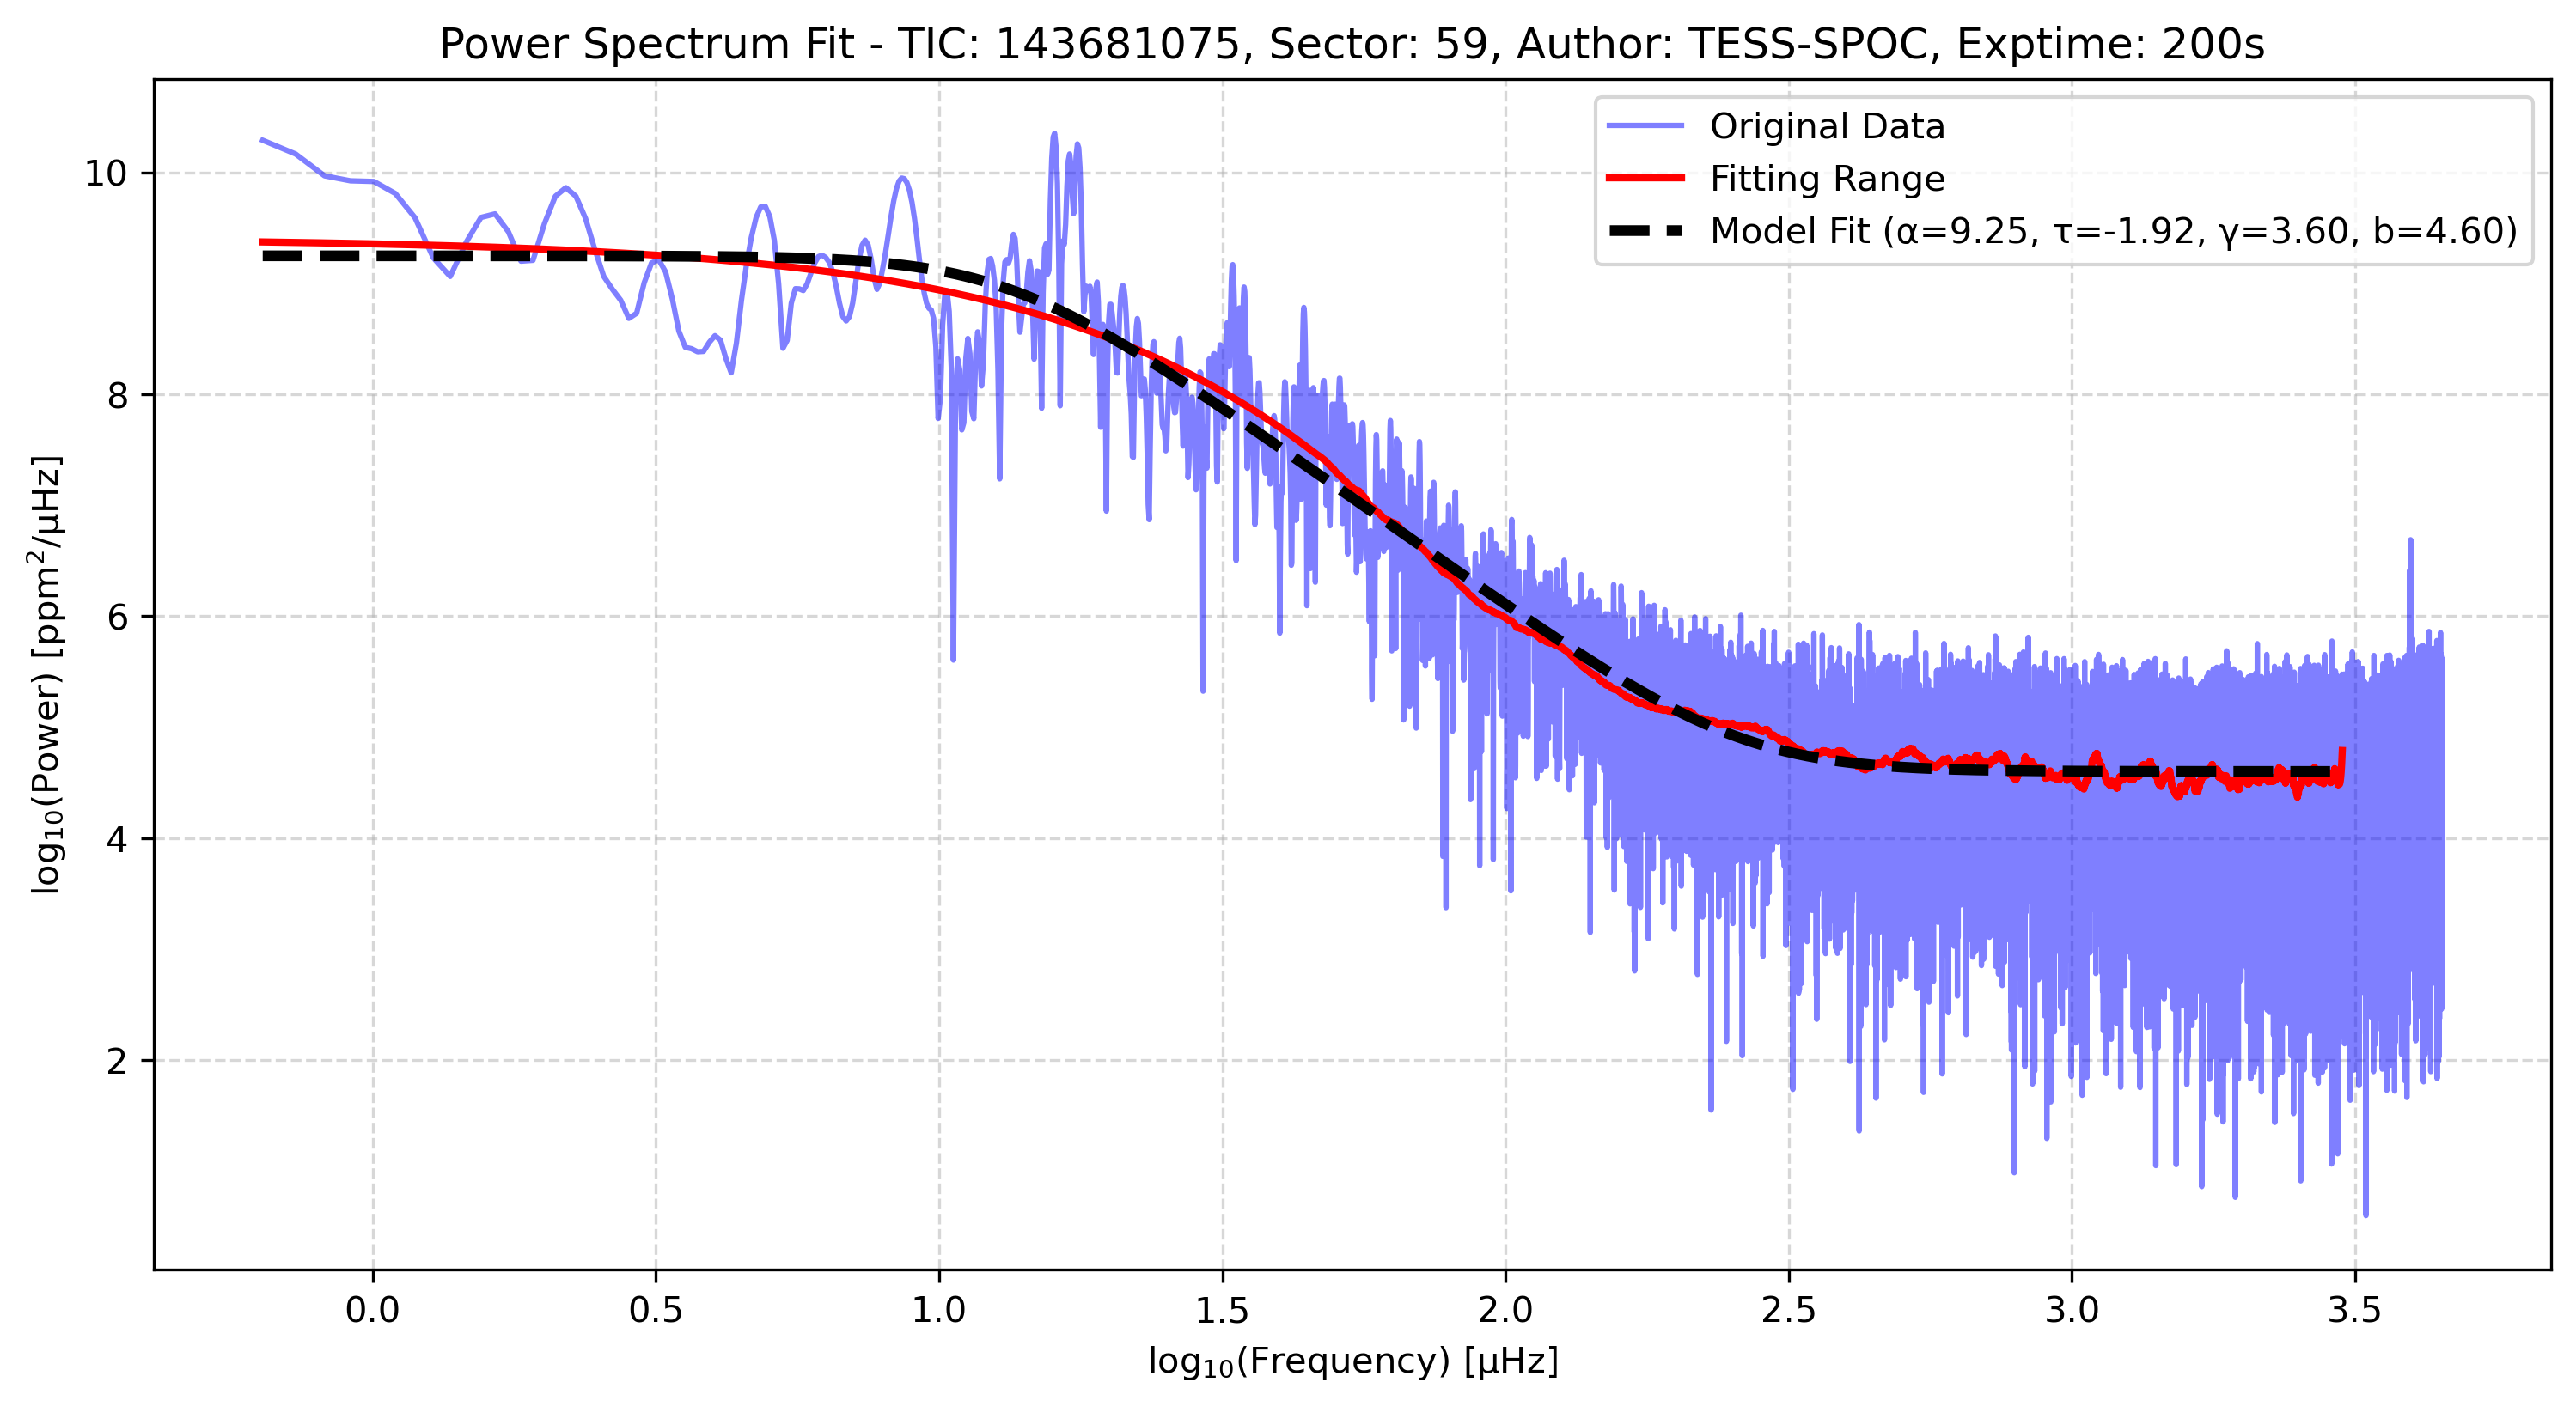 Power Spectrum Fit - TIC: 143681075, Sector: 59, Author: TESS-SPOC, Exptime: 200s
Original Data
Fitting Range
Model Fit (α=9.25, τ=-1.92, γ=3.60, b=4.60)
log₁₀(Power) [ppm²/µHz]
10
8
6
4
2
0.0 0.5 1.0 1.5 2.0 2.5 3.0 3.5
log₁₀(Frequency) [µHz]